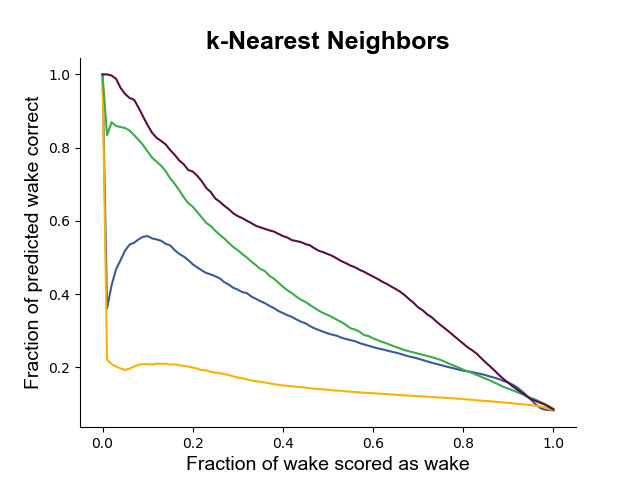 k-Nearest Neighbors
Fraction of predicted wake correct
1.0
0.8
0.6
0.4
0.2
0.0 0.2 0.4 0.6 0.8 1.0
Fraction of wake scored as wake